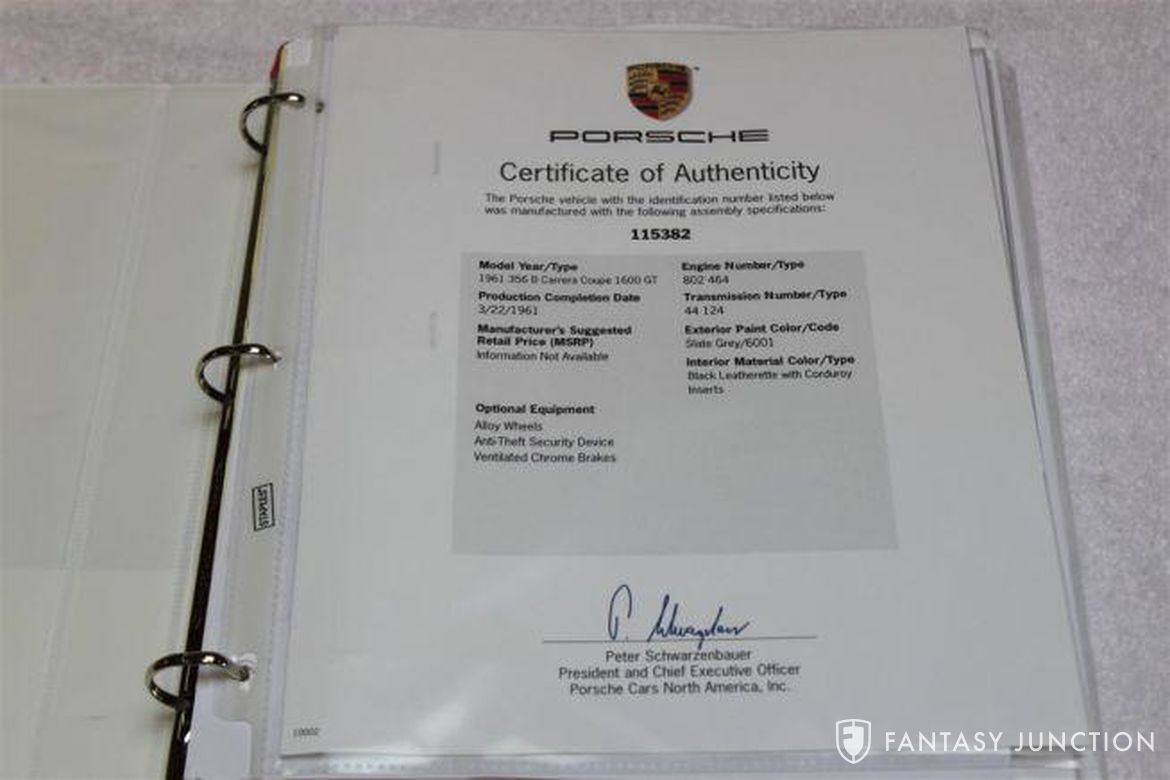 PORSCHE
PORSCHE
Certificate of Authenticity
The Porsche vehicle with the identification number listed below
was manufactured with the following assembly specifications:
115382
Model Year/Type
1961 356 B Carrera Coupe 1600 GT
Production Completion Date
3/22/1961
Manufacturer's Suggested
Retail Price (MSRP)
Information Not Available
Engine Number/Type
802 464
Transmission Number/Type
44 124
Exterior Paint Color/Code
Slate Grey/6001
Interior Material Color/Type
Black Leatherette with Corduroy
Inserts
Optional Equipment
Alloy Wheels
Anti-Theft Security Device
Ventilated Chrome Brakes
STAPLES
P. Schwarzenbauer
Peter Schwarzenbauer
President and Chief Executive Officer
Porsche Cars North America, Inc.
10002
FANTASY JUNCTION